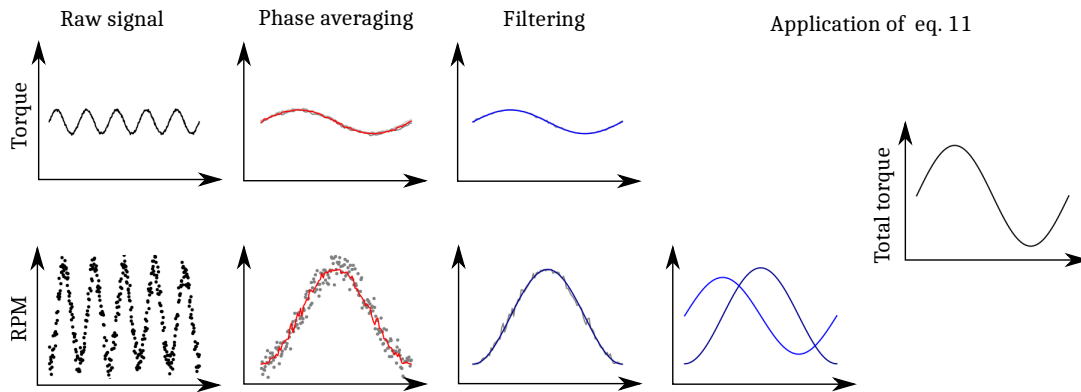 Raw signal
Phase averaging
Filtering
Application of eq. 11
Torque
Total torque
RPM